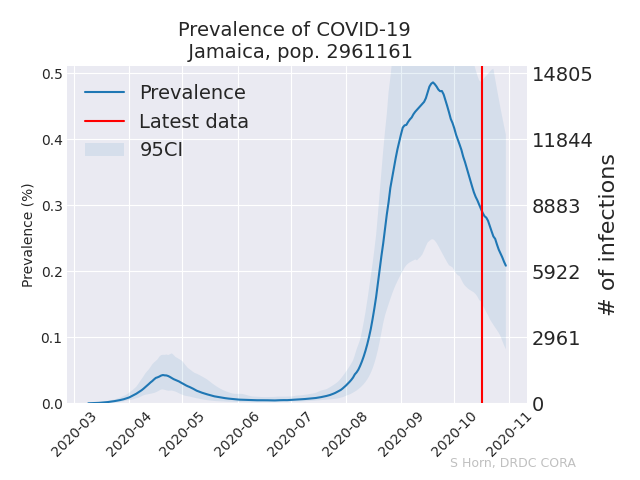 Prevalence of COVID-19
Jamaica, pop. 2961161
Prevalence
Latest data
95CI
Prevalence (%)
0.5
0.4
0.3
0.2
0.1
0.0
14805
11844
8883
5922
2961
0
# of infections
2020-03
2020-04
2020-05
2020-06
2020-07
2020-08
2020-09
2020-10
2020-11
S Horn, DRDC CORA